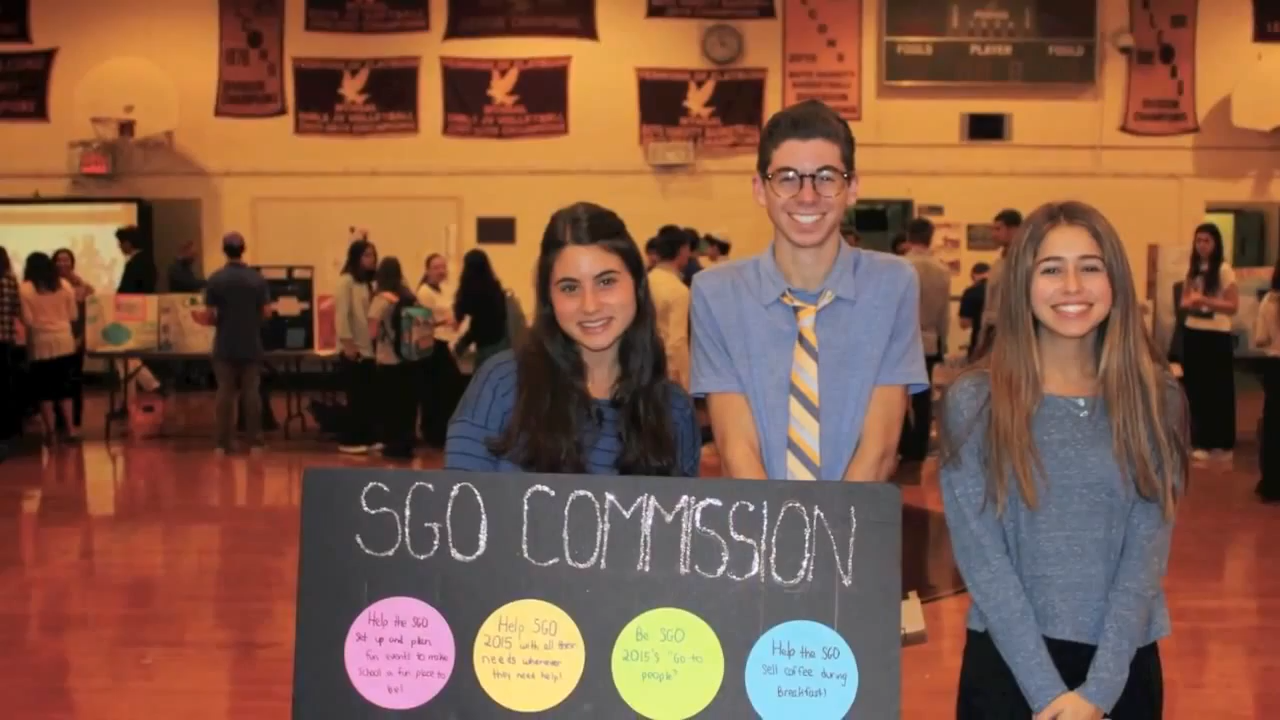 FOULS PLAYER FOULS
SGO COMMISSION
Help the SGO
set up and plan
fun events to make
School a fun place to
be!
Help SGO
2015 with all their
needs whenever
they need help!
Be SGO
2015's "Go to
people"
Help the SGO
sell coffee during
Breakfast!